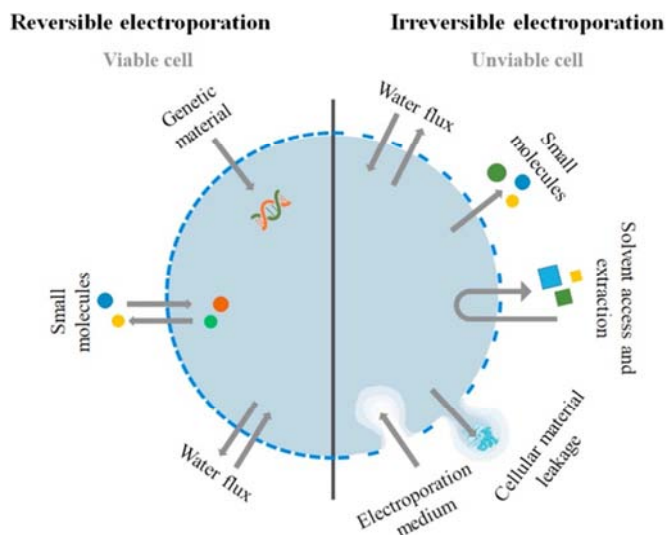 Reversible electroporation
Viable cell
Genetic
material
Small
molecules
Water flux
Irreversible electroporation
Unviable cell
Water flux
Small
molecules
Solvent access and
extraction
Cellular material
leakage
Electroporation
medium